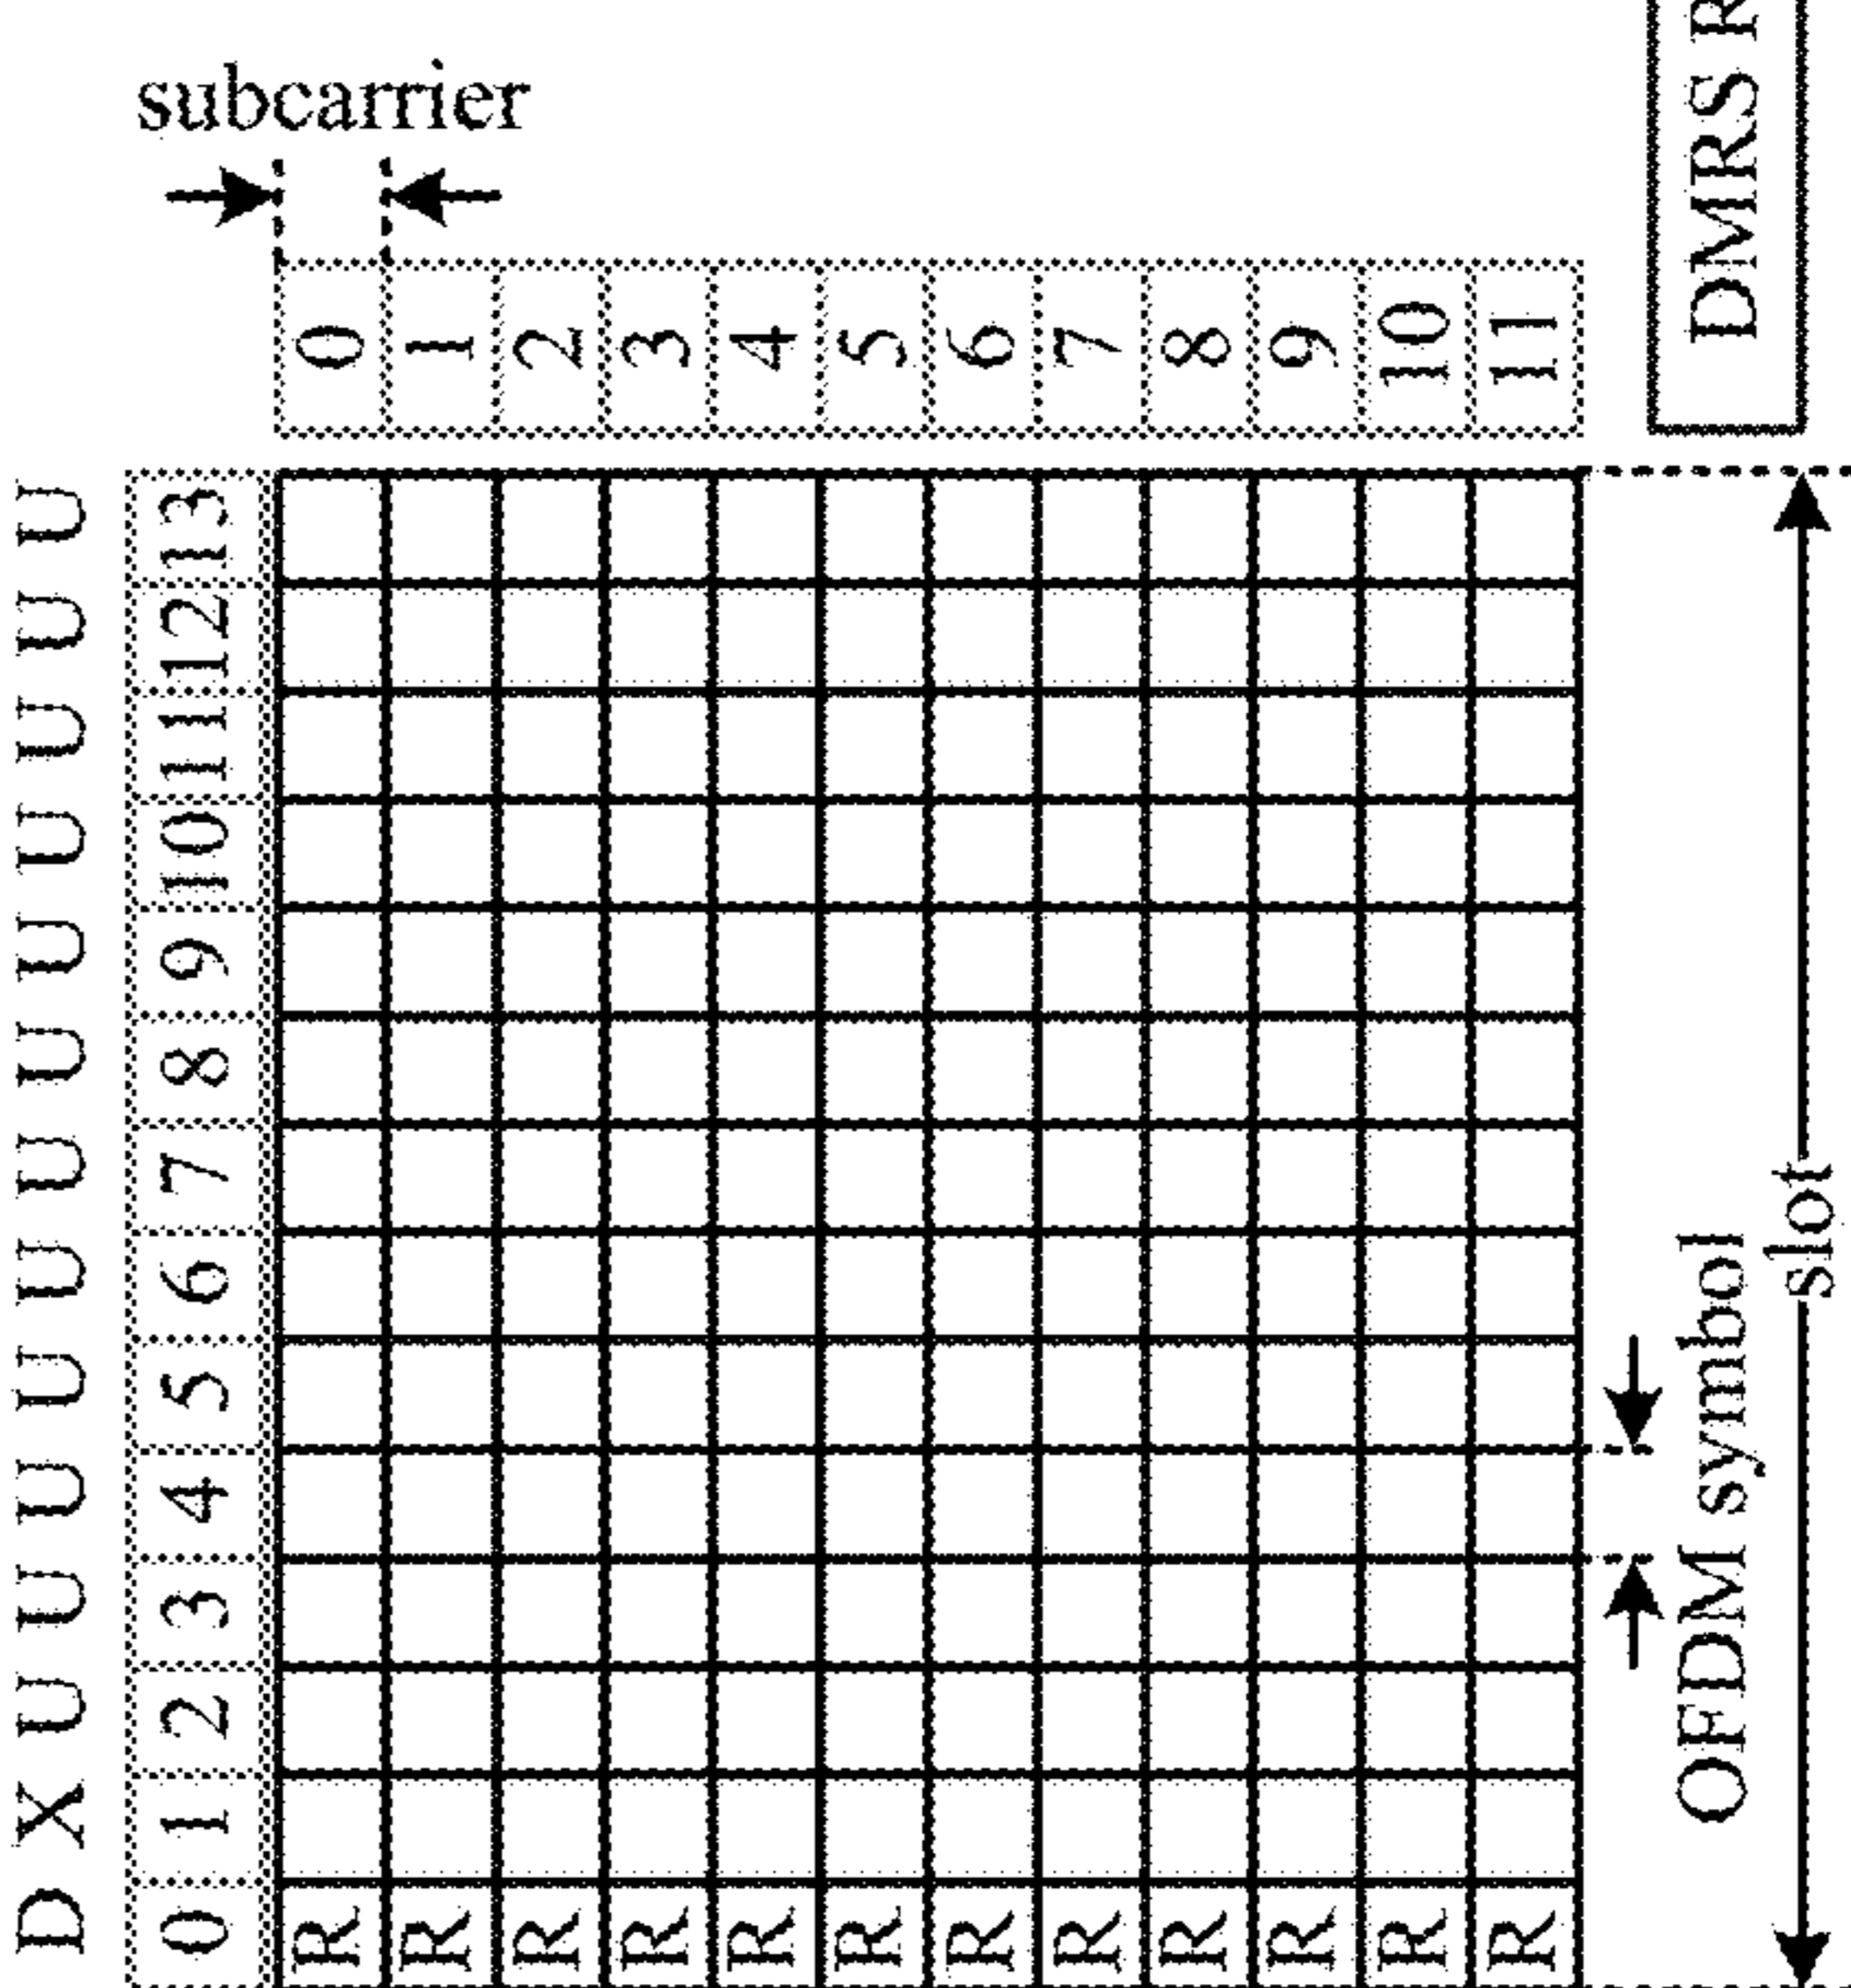 D X U U U U U U U U U U U U
0 1 2 3 4 5 6 7 8 9 10 11 12 13
R 0
R 1
R 2
R 3
R 4
R 5
R 6
R 7
R 8
R 9
R 10
R 11
subcarrier
OFDM symbol
slot
DMRS R